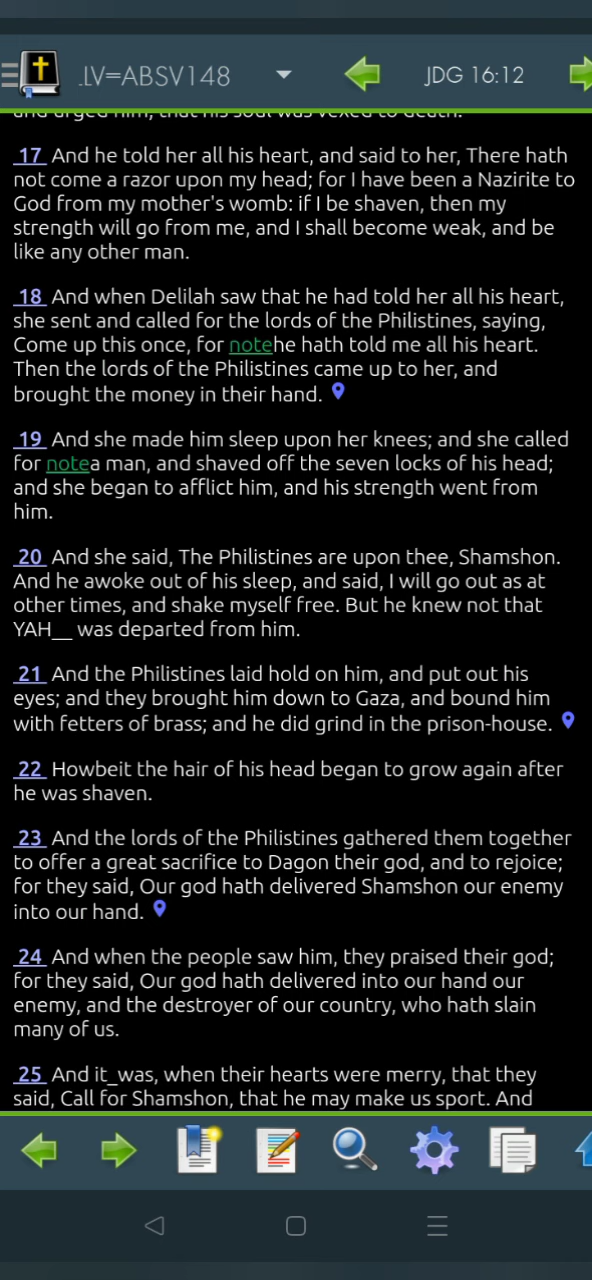 .LV=ABSV148
JDG 16:12
and urged him, that his soul was vexed to death.
17 And he told her all his heart, and said to her, There hath
not come a razor upon my head; for I have been a Nazirite to
God from my mother's womb: if I be shaven, then my
strength will go from me, and I shall become weak, and be
like any other man.
18 And when Delilah saw that he had told her all his heart,
she sent and called for the lords of the Philistines, saying,
Come up this once, for notehe hath told me all his heart.
Then the lords of the Philistines came up to her, and
brought the money in their hand.
19 And she made him sleep upon her knees; and she called
for notea man, and shaved off the seven locks of his head;
and she began to afflict him, and his strength went from
him.
20 And she said, The Philistines are upon thee, Shamshon.
And he awoke out of his sleep, and said, I will go out as at
other times, and shake myself free. But he knew not that
YAH__ was departed from him.
21 And the Philistines laid hold on him, and put out his
eyes; and they brought him down to Gaza, and bound him
with fetters of brass; and he did grind in the prison-house.
22 Howbeit the hair of his head began to grow again after
he was shaven.
23 And the lords of the Philistines gathered them together
to offer a great sacrifice to Dagon their god, and to rejoice;
for they said, Our god hath delivered Shamshon our enemy
into our hand.
24 And when the people saw him, they praised their god;
for they said, Our god hath delivered into our hand our
enemy, and the destroyer of our country, who hath slain
many of us.
25 And it_was, when their hearts were merry, that they
said, Call for Shamshon, that he may make us sport. And